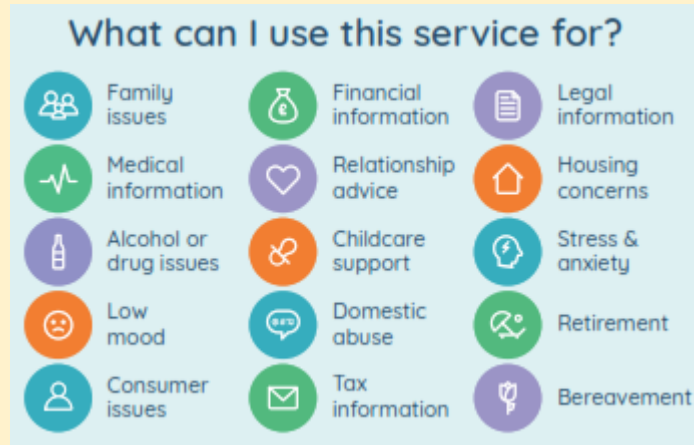 What can I use this service for?
Family
issues
Financial
information
Legal
information
Medical
information
Relationship
advice
Housing
concerns
Alcohol or
drug issues
Childcare
support
Stress &
anxiety
Low
mood
Domestic
abuse
Retirement
Consumer
issues
Tax
information
Bereavement